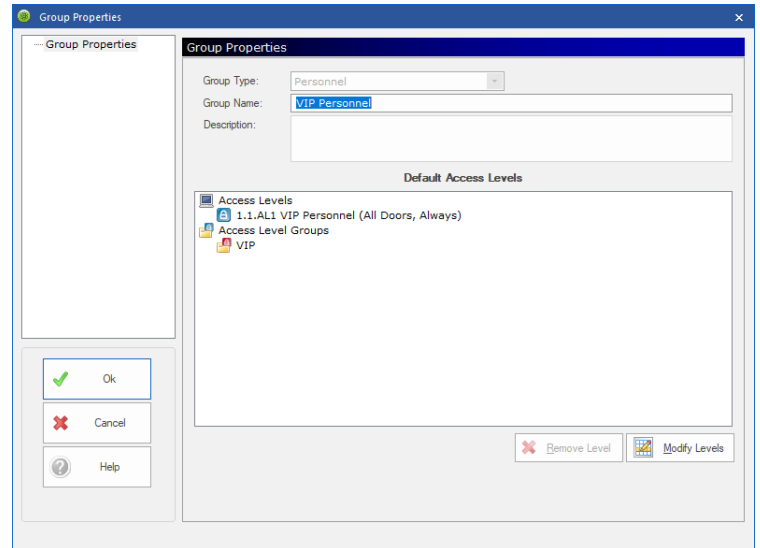 Group Properties
Group Properties
Group Properties
Group Type:
Personnel
Group Name:
VIP Personnel
Description:
Default Access Levels
Access Levels
1.1.AL1 VIP Personnel (All Doors, Always)
Access Level Groups
VIP
Ok
Cancel
Help
Remove Level
Modify Levels